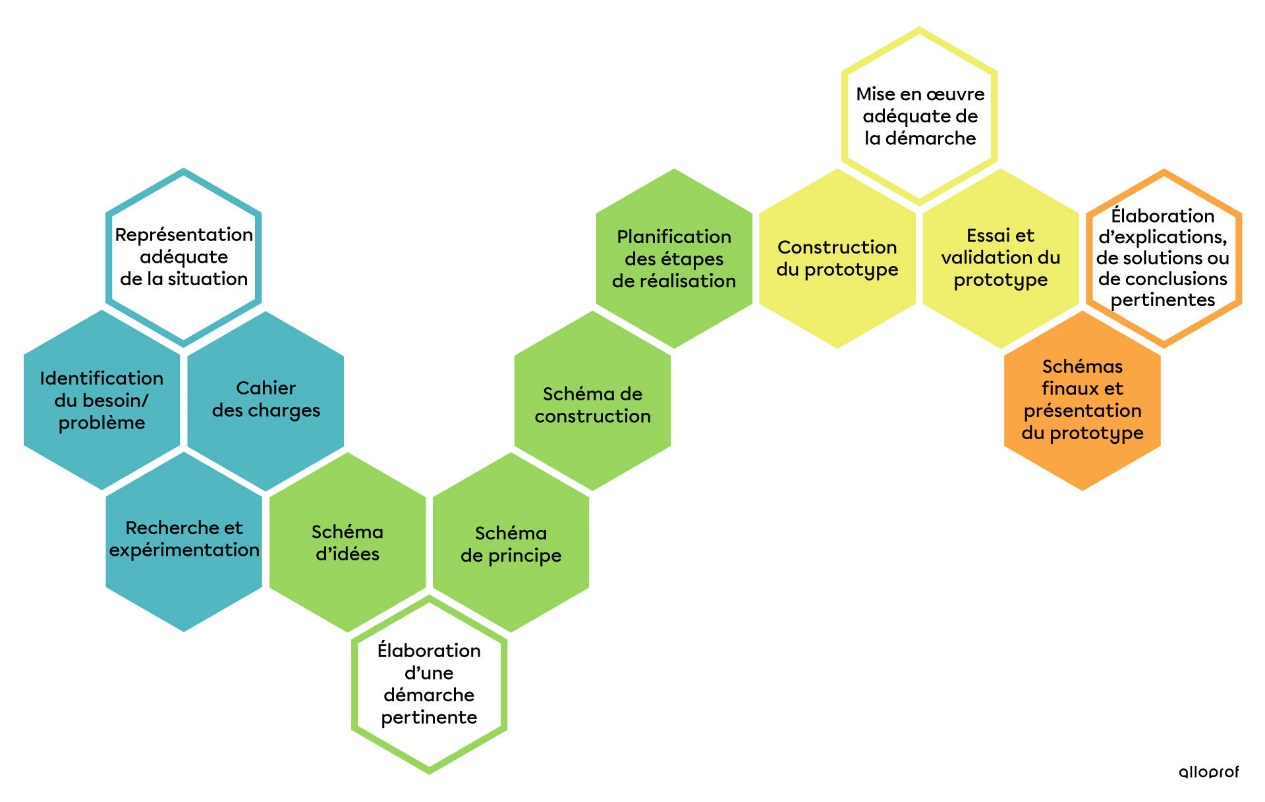 Mise en œuvre
adéquate de
la démarche
Représentation
adéquate
de la situation
Planification
des étapes
de réalisation
Construction
du prototype
Essai et
validation du
prototype
Élaboration
d'explications,
de solutions ou
de conclusions
pertinentes
Identification
du besoin/
problème
Cahier
des charges
Schéma de
construction
Schémas
finaux et
présentation
du prototype
Recherche et
expérimentation
Schéma
d'idées
Schéma
de principe
Élaboration
d'une
démarche
pertinente
alloprof